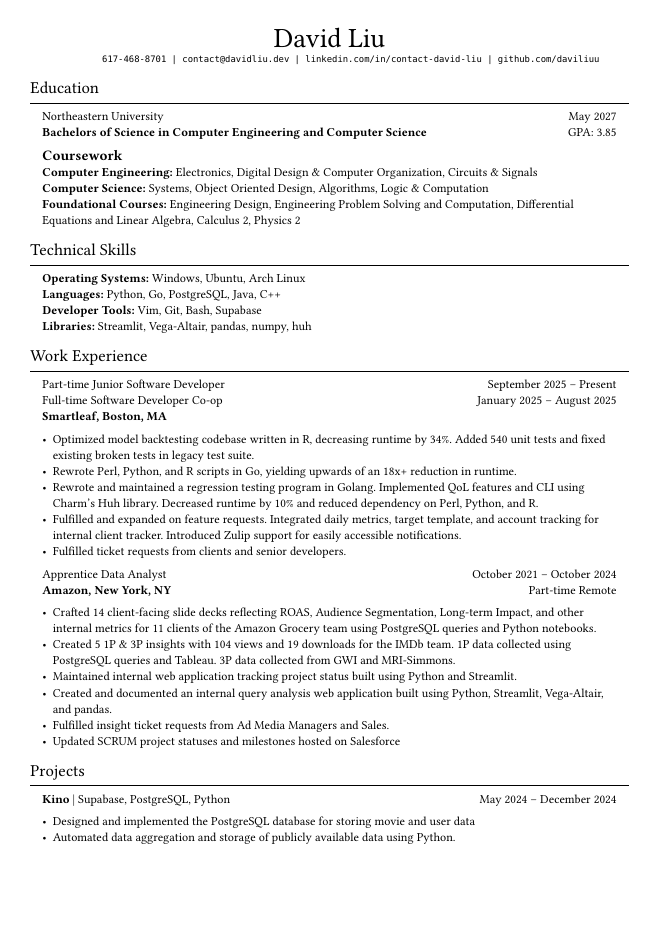 David Liu
617-468-8701 | contact@davidliu.dev | linkedin.com/in/contact-david-liu | github.com/daviliuu
Education
Northeastern University May 2027
Bachelors of Science in Computer Engineering and Computer Science GPA: 3.85
Coursework
Computer Engineering: Electronics, Digital Design & Computer Organization, Circuits & Signals
Computer Science: Systems, Object Oriented Design, Algorithms, Logic & Computation
Foundational Courses: Engineering Design, Engineering Problem Solving and Computation, Differential
Equations and Linear Algebra, Calculus 2, Physics 2
Technical Skills
Operating Systems: Windows, Ubuntu, Arch Linux
Languages: Python, Go, PostgreSQL, Java, C++
Developer Tools: Vim, Git, Bash, Supabase
Libraries: Streamlit, Vega-Altair, pandas, numpy, huh
Work Experience
Part-time Junior Software Developer September 2025 – Present
Full-time Software Developer Co-op January 2025 – August 2025
Smartleaf, Boston, MA
• Optimized model backtesting codebase written in R, decreasing runtime by 34%. Added 540 unit tests and fixed
existing broken tests in legacy test suite.
• Rewrote Perl, Python, and R scripts in Go, yielding upwards of an 18x+ reduction in runtime.
• Rewrote and maintained a regression testing program in Golang. Implemented QoL features and CLI using
Charm's Huh library. Decreased runtime by 10% and reduced dependency on Perl, Python, and R.
• Fulfilled and expanded on feature requests. Integrated daily metrics, target template, and account tracking for
internal client tracker. Introduced Zulip support for easily accessible notifications.
• Fulfilled ticket requests from clients and senior developers.
Apprentice Data Analyst October 2021 – October 2024
Amazon, New York, NY Part-time Remote
• Crafted 14 client-facing slide decks reflecting ROAS, Audience Segmentation, Long-term Impact, and other
internal metrics for 11 clients of the Amazon Grocery team using PostgreSQL queries and Python notebooks.
• Created 5 1P & 3P insights with 104 views and 19 downloads for the IMDb team. 1P data collected using
PostgreSQL queries and Tableau. 3P data collected from GWI and MRI-Simmons.
• Maintained internal web application tracking project status built using Python and Streamlit.
• Created and documented an internal query analysis web application built using Python, Streamlit, Vega-Altair,
and pandas.
• Fulfilled insight ticket requests from Ad Media Managers and Sales.
• Updated SCRUM project statuses and milestones hosted on Salesforce
Projects
Kino | Supabase, PostgreSQL, Python May 2024 – December 2024
• Designed and implemented the PostgreSQL database for storing movie and user data
• Automated data aggregation and storage of publicly available data using Python.